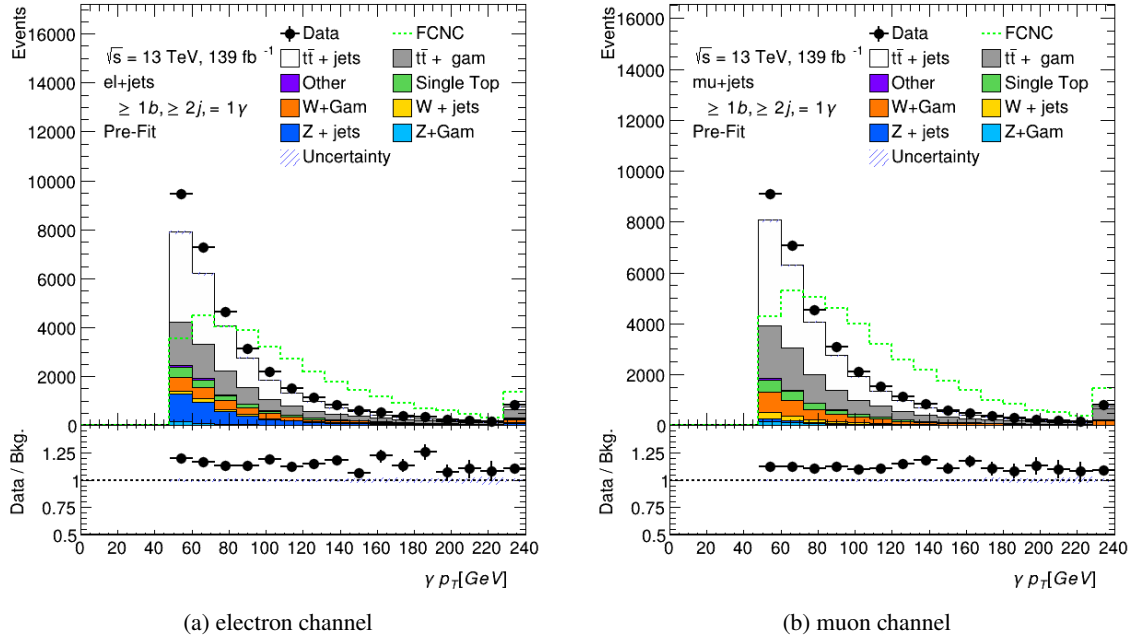 Events
16000
14000
12000
10000
8000
6000
4000
2000
0
√s = 13 TeV, 139 fb -1
el+jets
≥ 1b, ≥ 2j, = 1γ
Pre-Fit
Data
FCNC
tt̄ + jets
tt̄ + gam
Other
Single Top
W+Gam
W + jets
Z + jets
Z+Gam
Uncertainty
Data / Bkg.
1.25
1
0.75
0.5
0 20 40 60 80 100 120 140 160 180 200 220 240
γ pT[GeV]
(a) electron channel
Events
16000
14000
12000
10000
8000
6000
4000
2000
0
√s = 13 TeV, 139 fb -1
mu+jets
≥ 1b, ≥ 2j, = 1γ
Pre-Fit
Data
FCNC
tt̄ + jets
tt̄ + gam
Other
Single Top
W+Gam
W + jets
Z + jets
Z+Gam
Uncertainty
Data / Bkg.
1.25
1
0.75
0.5
0 20 40 60 80 100 120 140 160 180 200 220 240
γ pT[GeV]
(b) muon channel